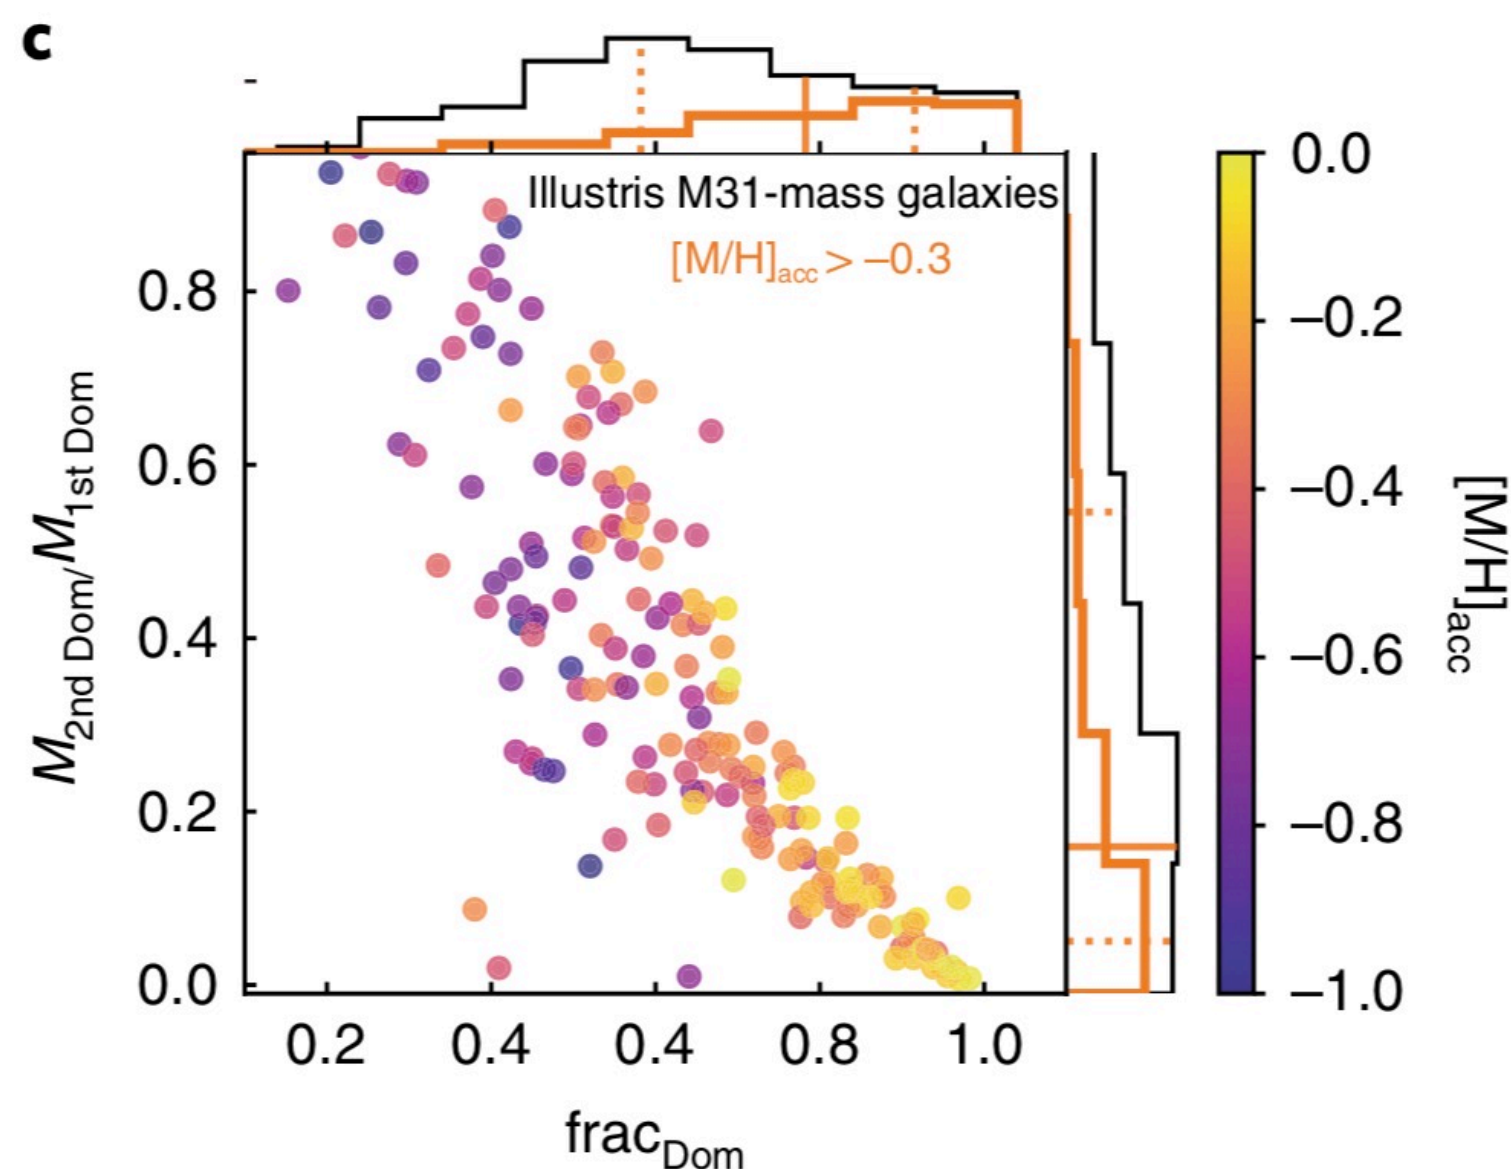 c
Illustris M31-mass galaxies
[M/H]acc > −0.3
M2nd Dom/M1st Dom
0.8
0.6
0.4
0.2
0.0
0.2 0.4 0.4 0.8 1.0
fracDom
0.0
−0.2
−0.4
−0.6
−0.8
−1.0
[M/H]acc